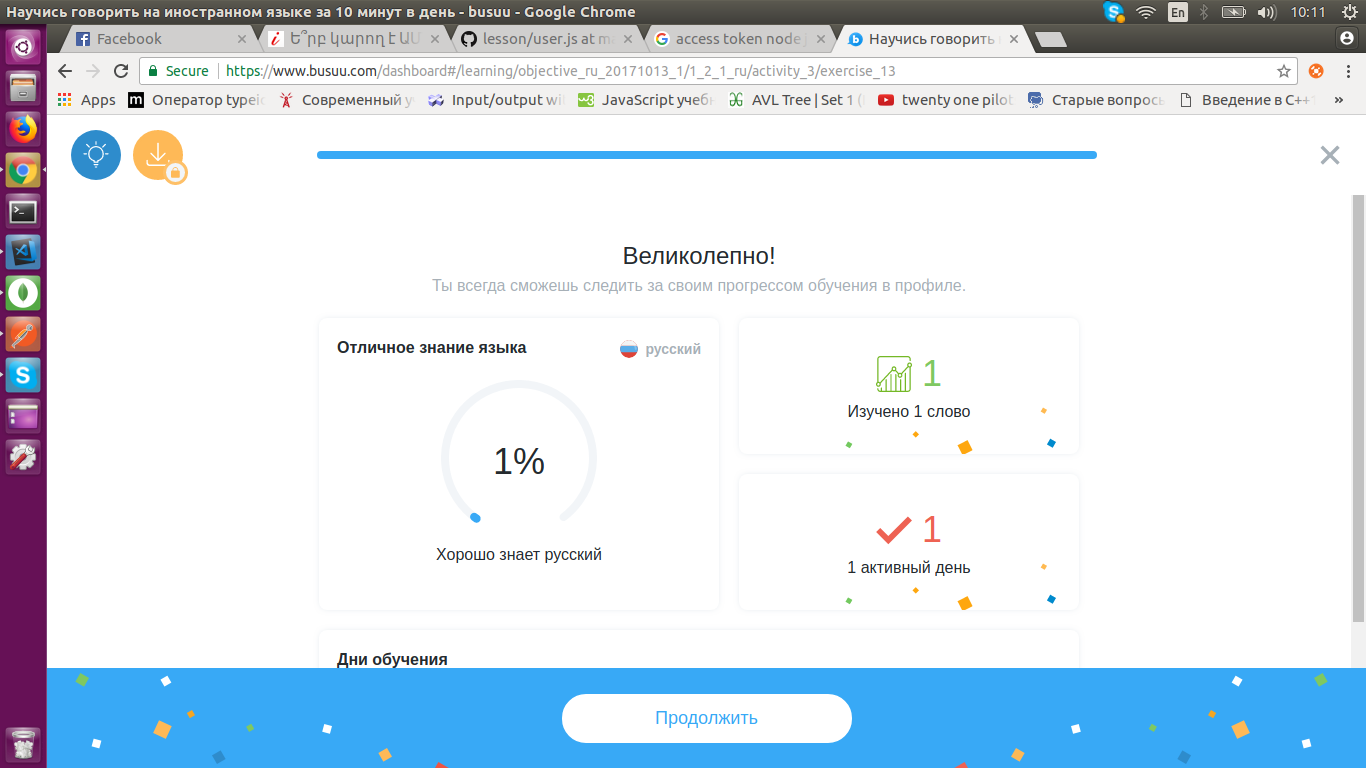 Научись говорить на иностранном языке за 10 минут в день - busuu - Google Chrome
En
10:11
Facebook
Ե՞րբ կարող է ԱՄ
lesson/user.js at ma
access token node j
Научись говорить
Secure
https://www.busuu.com/dashboard#/learning/objective_ru_20171013_1/1_2_1_ru/activity_3/exercise_13
Apps
Оператор typeid
Современный у
Input/output wit
JavaScript учебн
AVL Tree | Set 1 (
twenty one pilot
Старые вопросы
Введение в C++
»
Великолепно!
Ты всегда сможешь следить за своим прогрессом обучения в профиле.
Отличное знание языка
русский
1%
Хорошо знает русский
1
Изучено 1 слово
1
1 активный день
Дни обучения
Продолжить